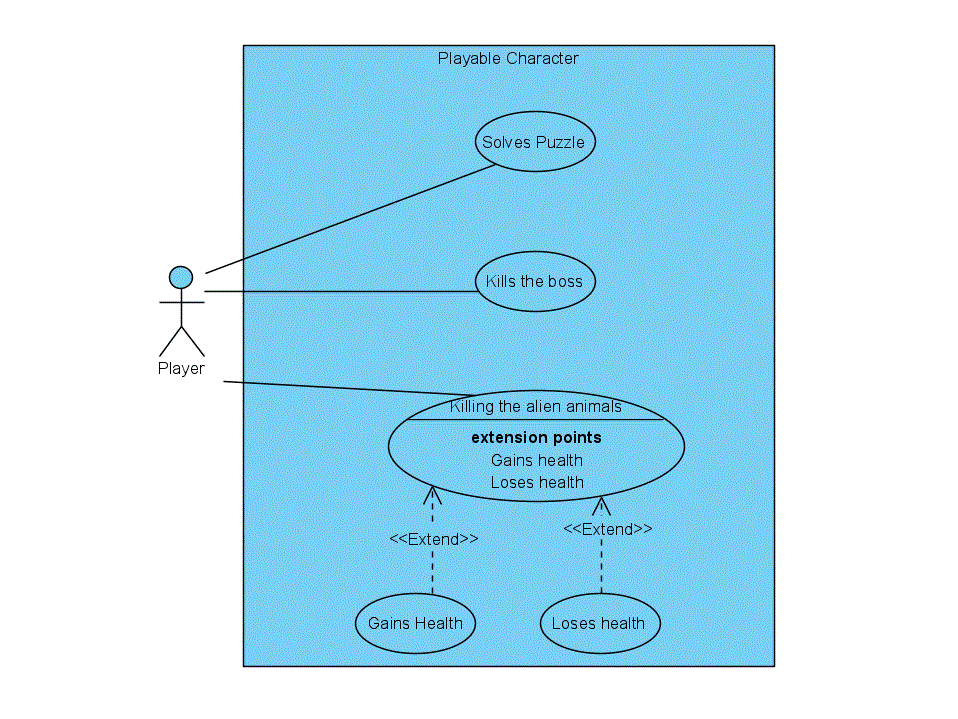 Playable Character
Solves Puzzle
Kills the boss
Player
Killing the alien animals
extension points
Gains health
Loses health
<<Extend>>
<<Extend>>
Gains Health
Loses health